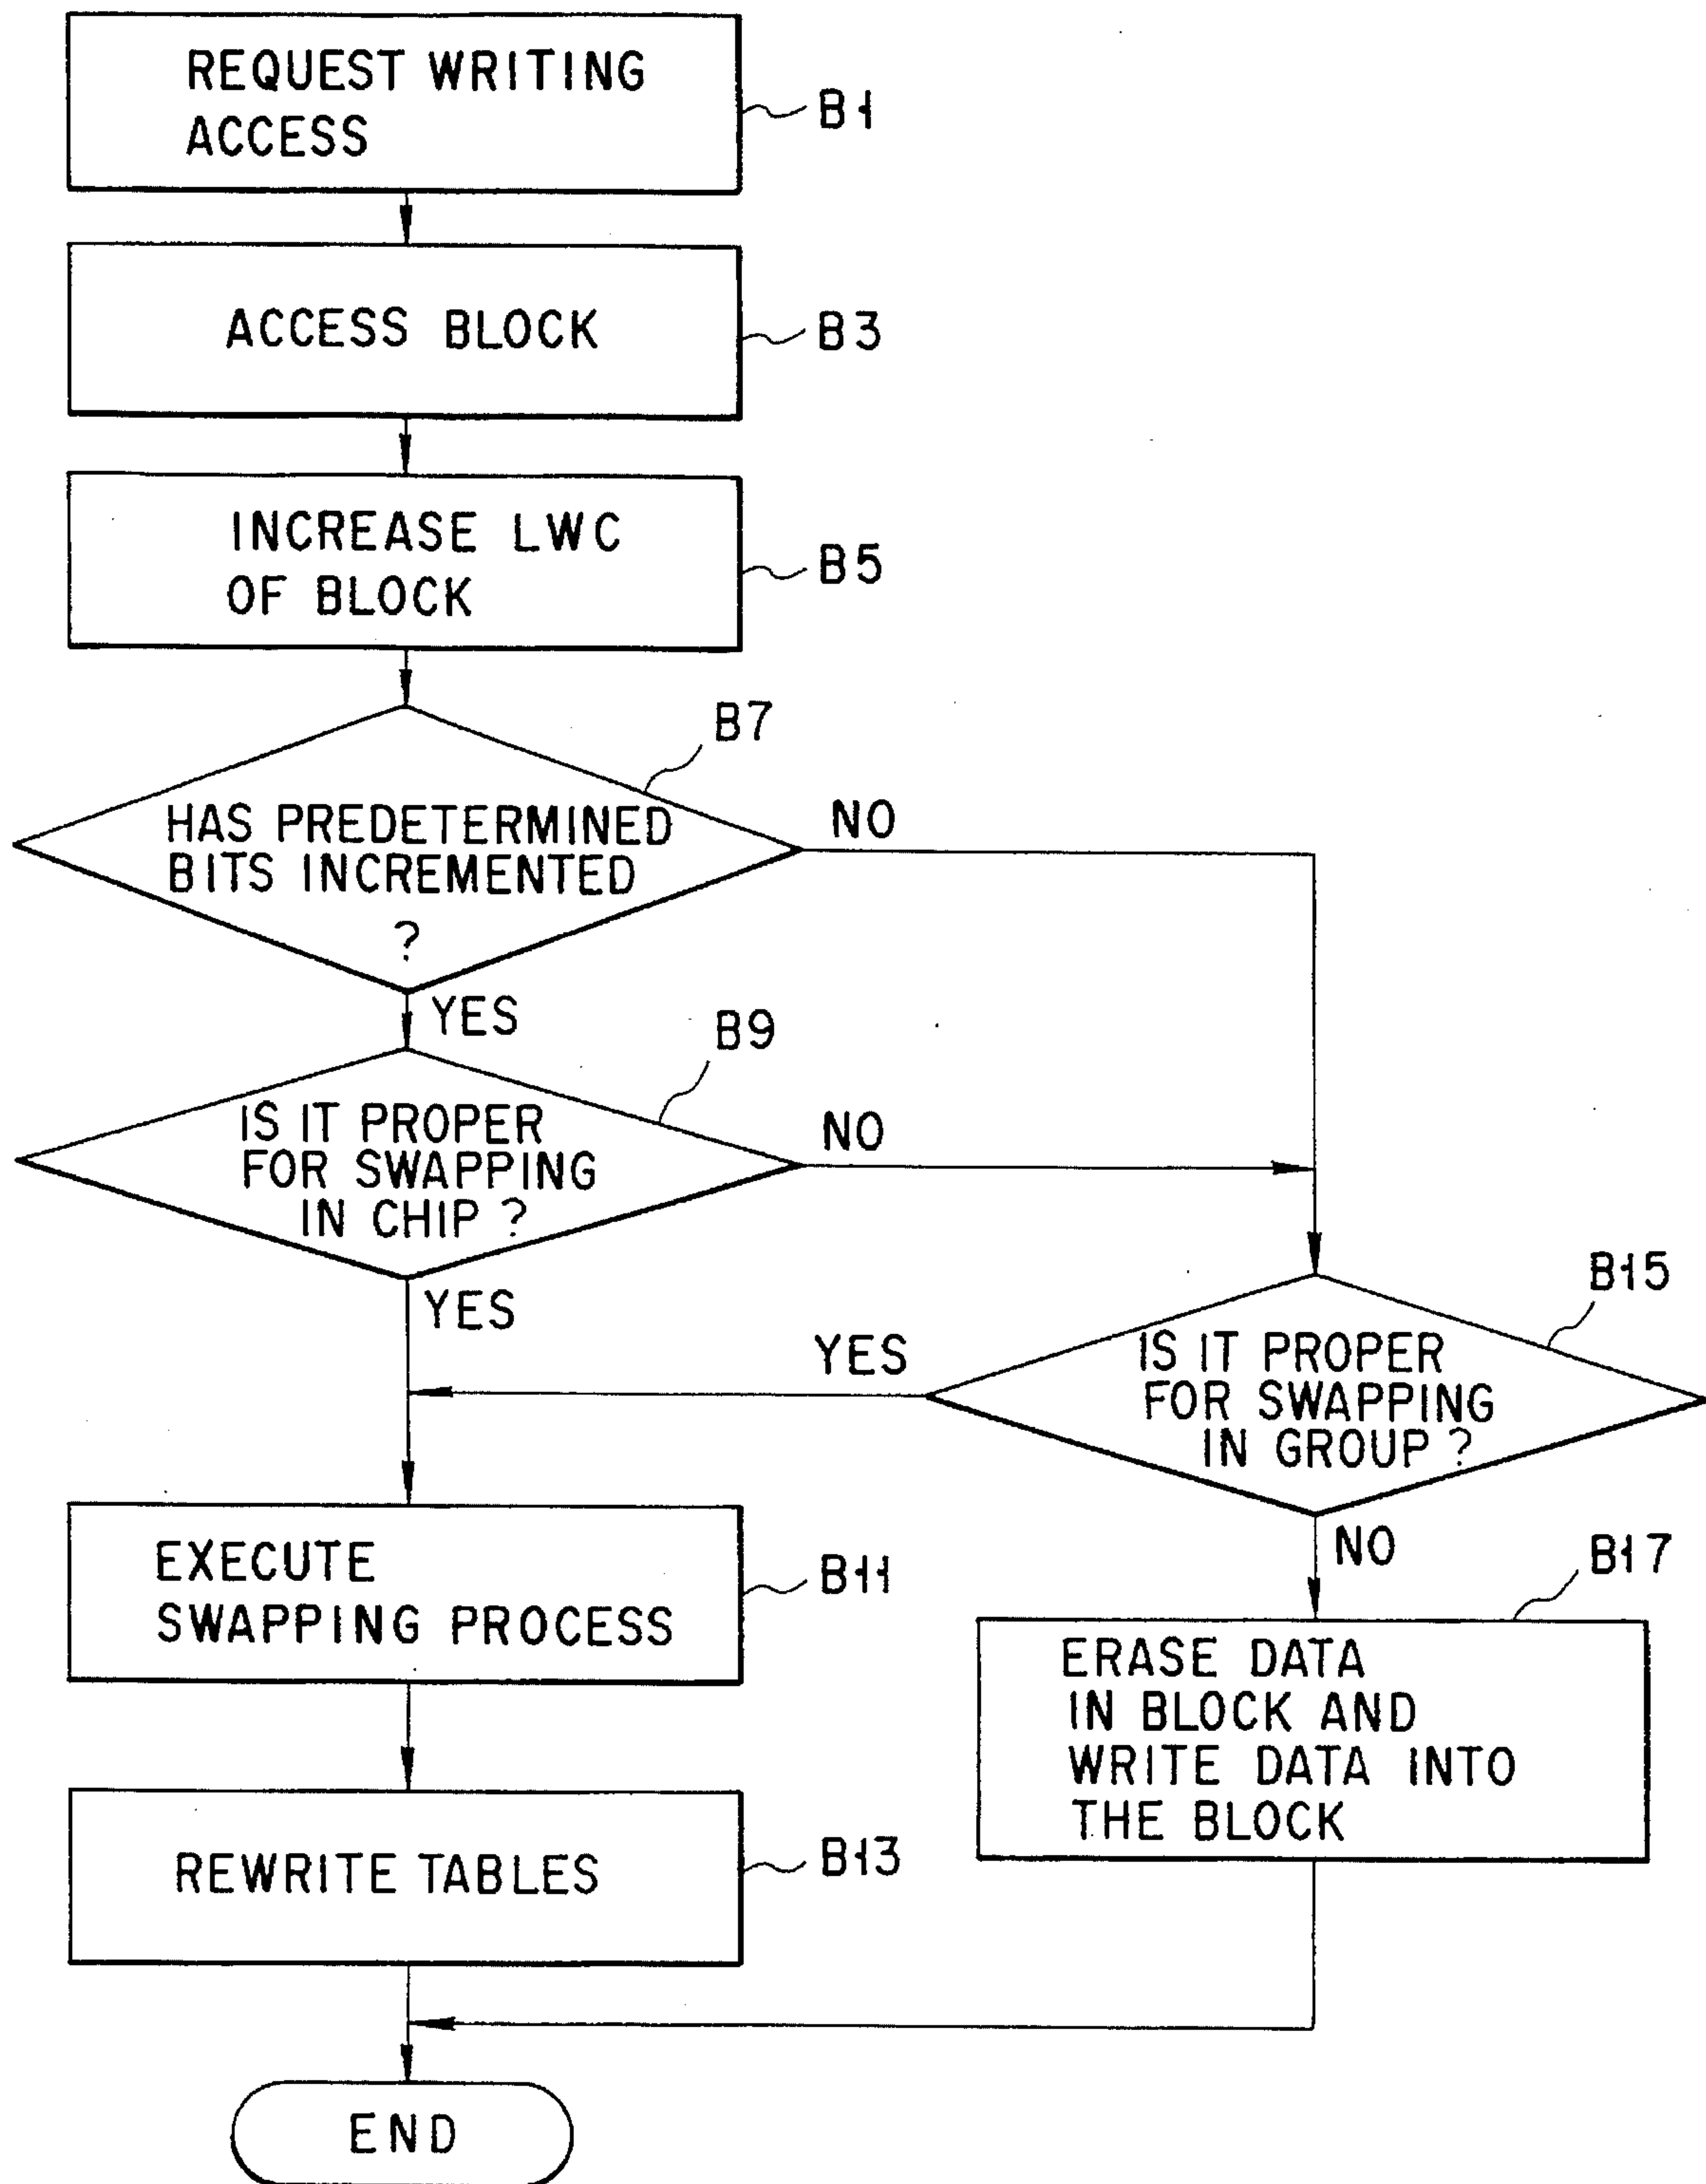 REQUEST WRITING
ACCESS
B1
ACCESS BLOCK
B3
INCREASE LWC
OF BLOCK
B5
B7
HAS PREDETERMINED
BITS INCREMENTED
?
NO
YES
B9
IS IT PROPER
FOR SWAPPING
IN CHIP ?
NO
YES
B15
IS IT PROPER
FOR SWAPPING
IN GROUP ?
YES
NO
EXECUTE
SWAPPING PROCESS
B11
B17
ERASE DATA
IN BLOCK AND
WRITE DATA INTO
THE BLOCK
REWRITE TABLES
B13
END